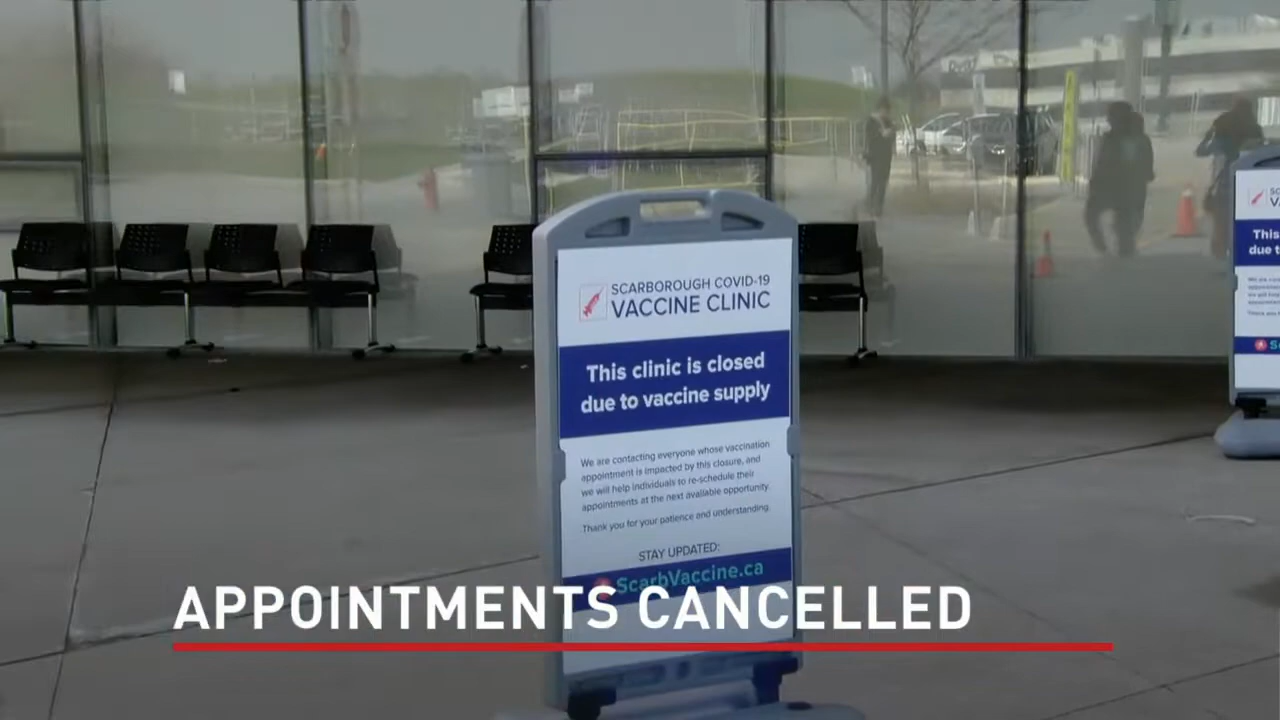 SCARBOROUGH COVID-19
VACCINE CLINIC
This clinic is closed
due to vaccine supply
We are contacting everyone whose vaccination
appointment is impacted by this closure, and
we will help individuals to re-schedule their
appointments at the next available opportunity.
Thank you for your patience and understanding.
STAY UPDATED:
ScarbVaccine.ca
APPOINTMENTS CANCELLED
This